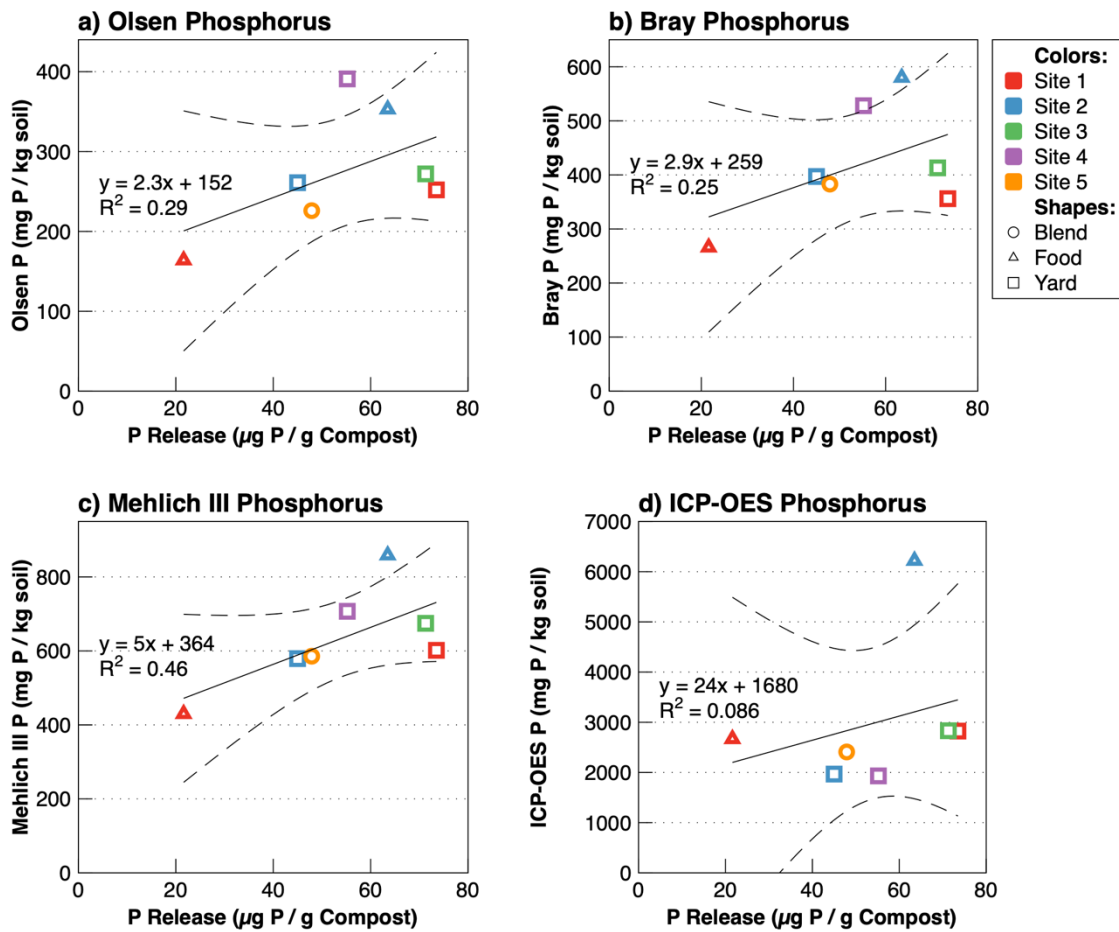 a) Olsen Phosphorus
400
300
200
100
0
Olsen P (mg P / kg soil)
y = 2.3x + 152
R² = 0.29
0 20 40 60 80
P Release (µg P / g Compost)
b) Bray Phosphorus
600
500
400
300
200
100
0
Bray P (mg P / kg soil)
y = 2.9x + 259
R² = 0.25
0 20 40 60 80
P Release (µg P / g Compost)
Colors:
Site 1
Site 2
Site 3
Site 4
Site 5
Shapes:
Blend
Food
Yard
c) Mehlich III Phosphorus
800
600
400
200
0
Mehlich III P (mg P / kg soil)
y = 5x + 364
R² = 0.46
0 20 40 60 80
P Release (µg P / g Compost)
d) ICP-OES Phosphorus
7000
6000
5000
4000
3000
2000
1000
0
ICP-OES P (mg P / kg soil)
y = 24x + 1680
R² = 0.086
0 20 40 60 80
P Release (µg P / g Compost)